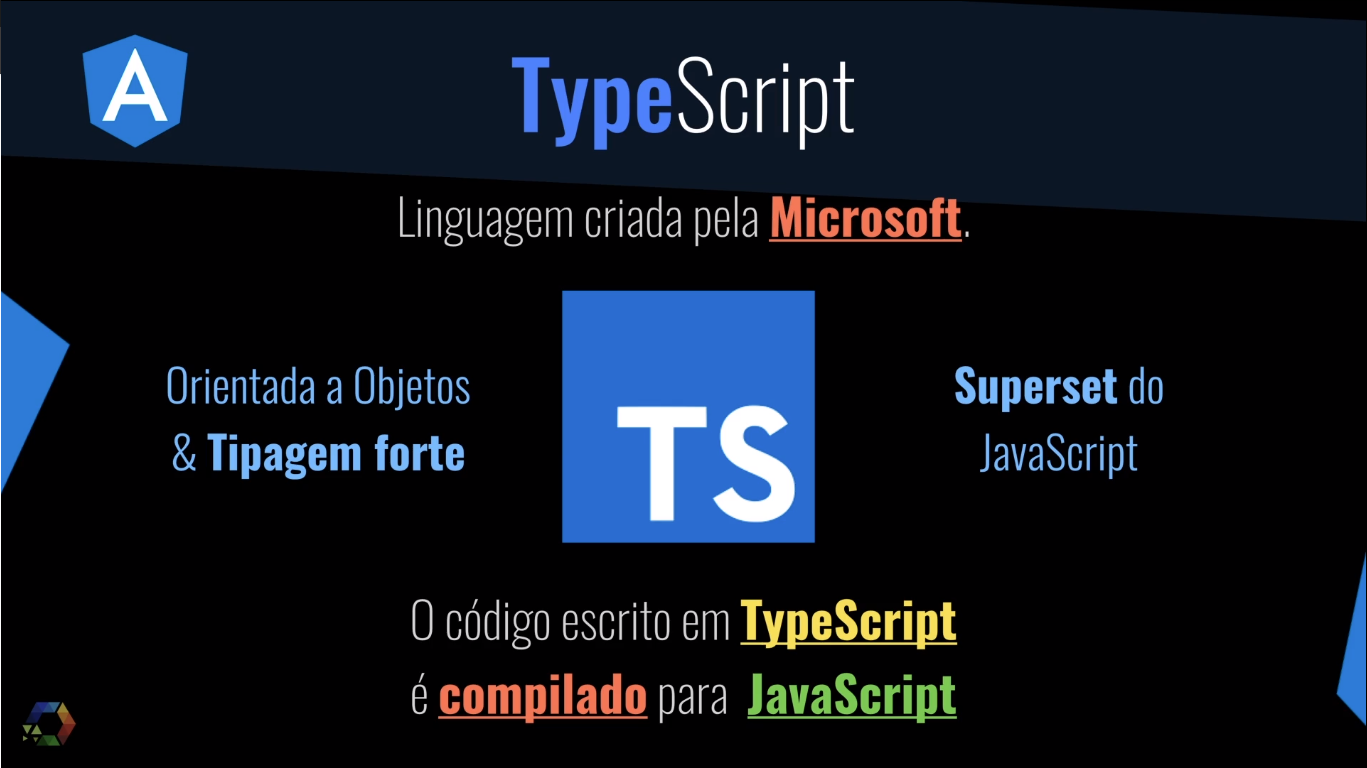 A
TypeScript
Linguagem criada pela Microsoft.
Orientada a Objetos
& Tipagem forte
TS
Superset do
JavaScript
O código escrito em TypeScript
é compilado para JavaScript